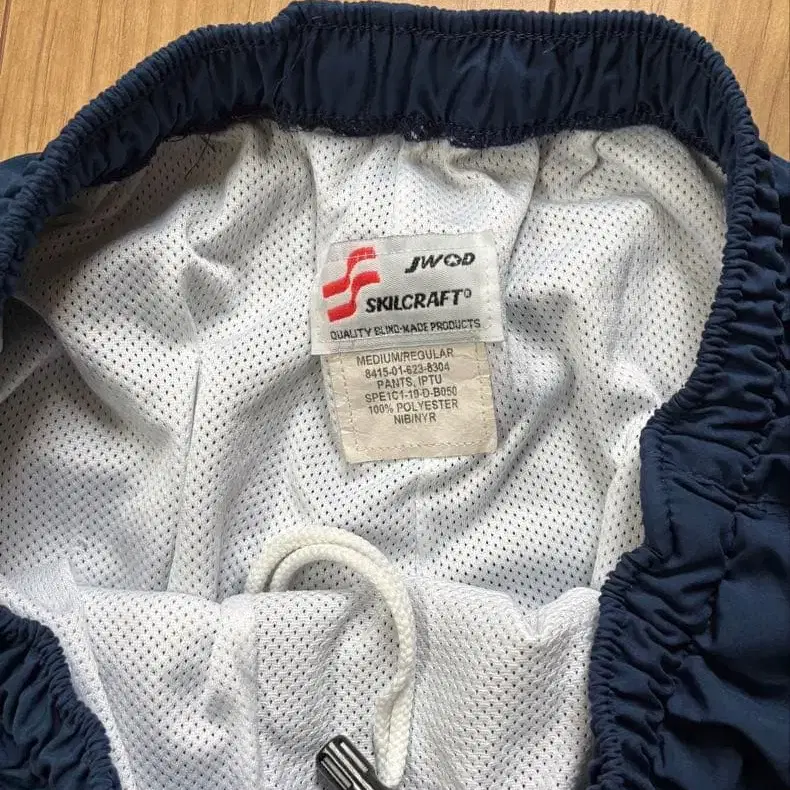 JWOD
SKILCRAFT®
QUALITY BLIND-MADE PRODUCTS
MEDIUM/REGULAR
8415-01-623-8304
PANTS, IPTU
SPE1C1-19-D-B050
100% POLYESTER
NIB/NYR